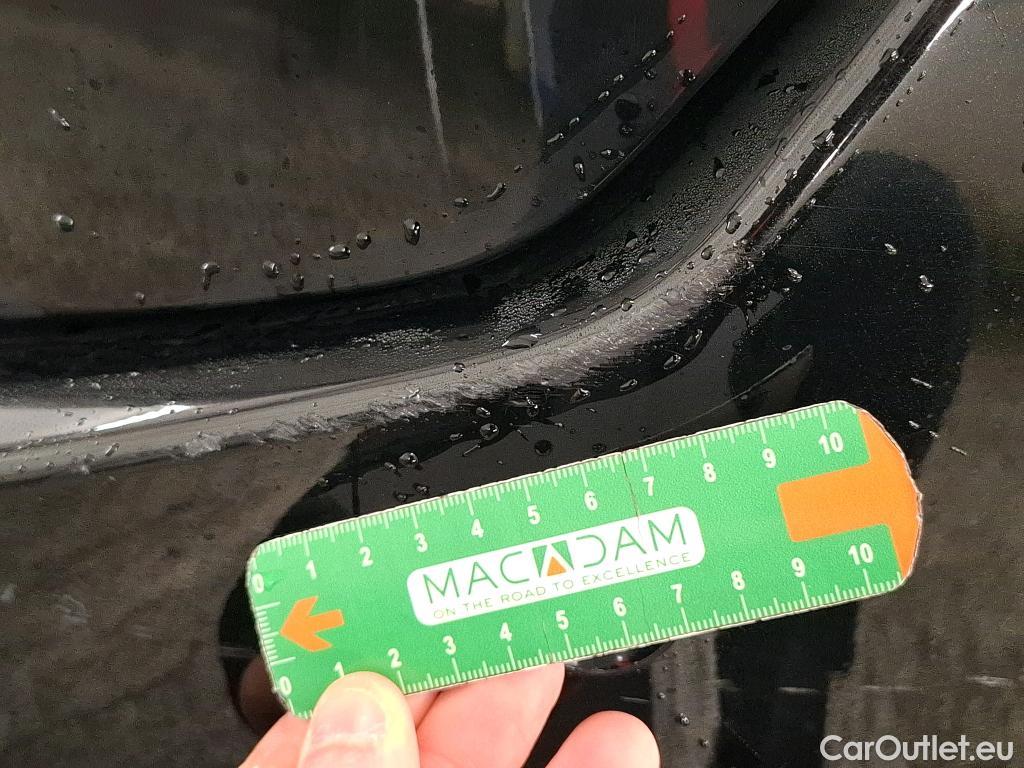 0 1 2 3 4 5 6 7 8 9 10
MACADAM
ON THE ROAD TO EXCELLENCE
0 1 2 3 4 5 6 7 8 9 10
CarOutlet.eu